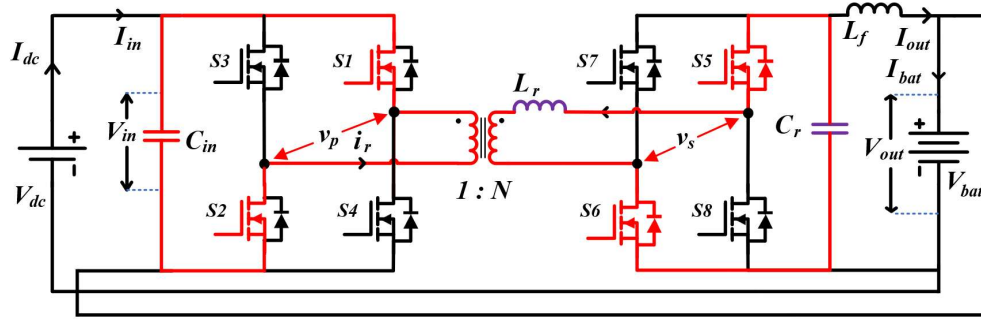 I_dc
I_in
V_in
C_in
V_dc
S3
S1
S2
S4
v_p
i_r
1 : N
L_r
S7
S5
S6
S8
v_s
C_r
L_f
I_out
I_bat
V_out
V_bat
+
-
+
-